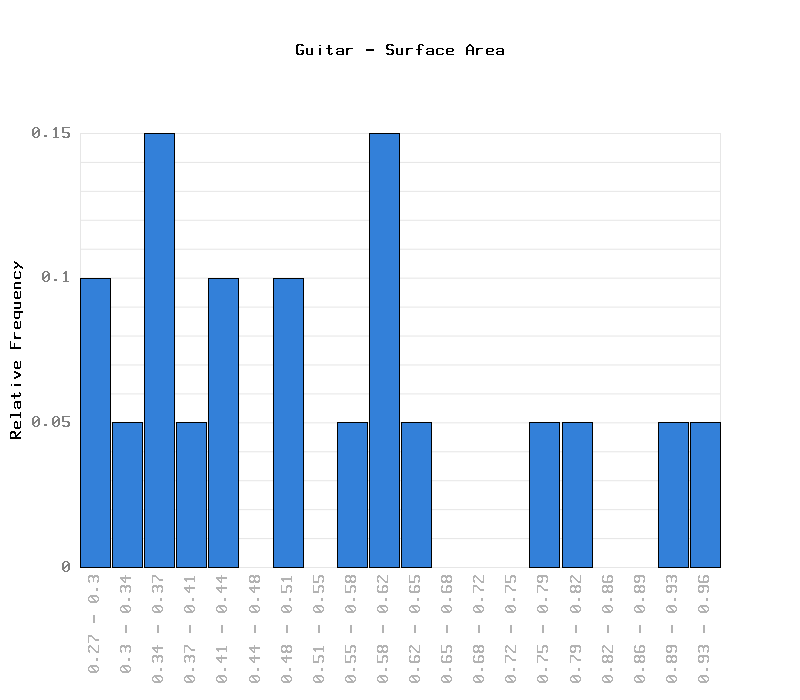 Guitar - Surface Area
0.15
0.1
0.05
0
Relative Frequency
0.27 - 0.3
0.3 - 0.34
0.34 - 0.37
0.37 - 0.41
0.41 - 0.44
0.44 - 0.48
0.48 - 0.51
0.51 - 0.55
0.55 - 0.58
0.58 - 0.62
0.62 - 0.65
0.65 - 0.68
0.68 - 0.72
0.72 - 0.75
0.75 - 0.79
0.79 - 0.82
0.82 - 0.86
0.86 - 0.89
0.89 - 0.93
0.93 - 0.96